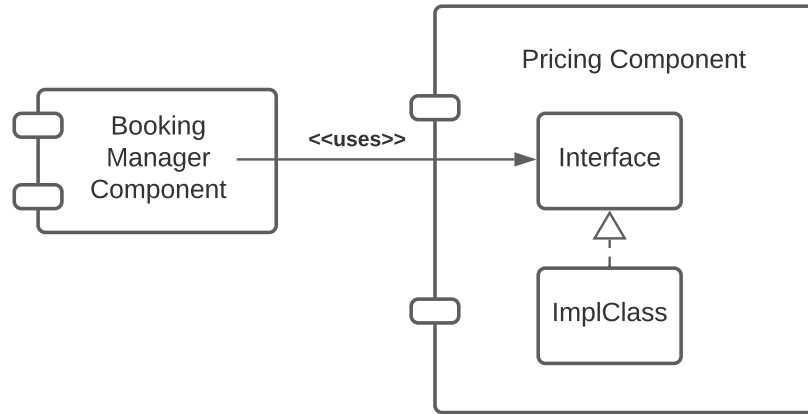 Pricing Component
Booking
Manager
Component
<<uses>>
Interface
ImplClass